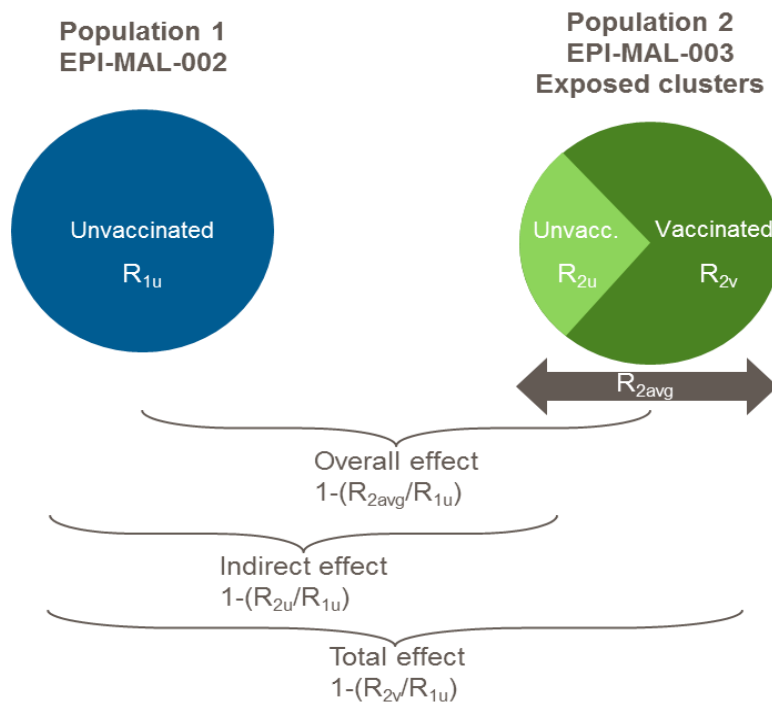 Population 1
EPI-MAL-002
Population 2
EPI-MAL-003
Exposed clusters
Unvaccinated
R1u
Unvacc.
R2u
Vaccinated
R2v
R2avg
Overall effect
1-(R2avg/R1u)
Indirect effect
1-(R2u/R1u)
Total effect
1-(R2v/R1u)